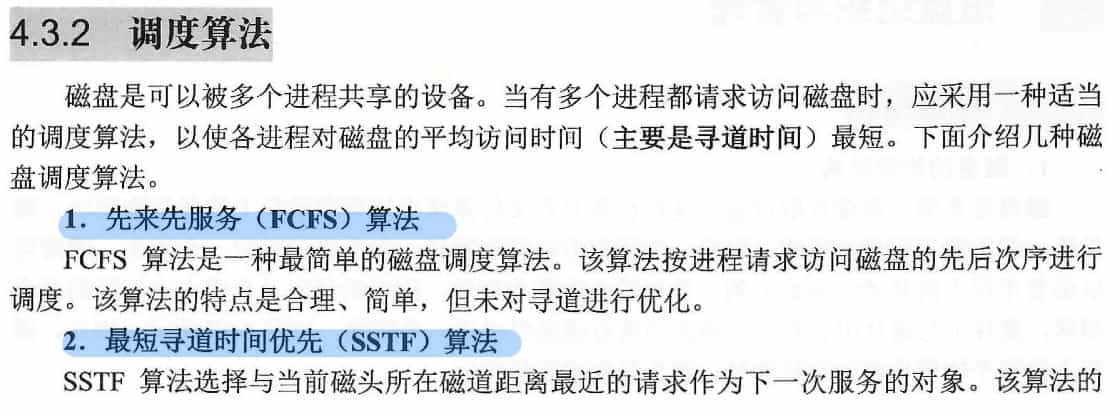 4.3.2 调度算法
磁盘是可以被多个进程共享的设备。当有多个进程都请求访问磁盘时，应采用一种适当
的调度算法，以使各进程对磁盘的平均访问时间（主要是寻道时间）最短。下面介绍几种磁
盘调度算法。
1. 先来先服务（FCFS）算法
FCFS 算法是一种最简单的磁盘调度算法。该算法按进程请求访问磁盘的先后次序进行
调度。该算法的特点是合理、简单，但未对寻道进行优化。
2. 最短寻道时间优先（SSTF）算法
SSTF 算法选择与当前磁头所在磁道距离最近的请求作为下一次服务的对象。该算法的